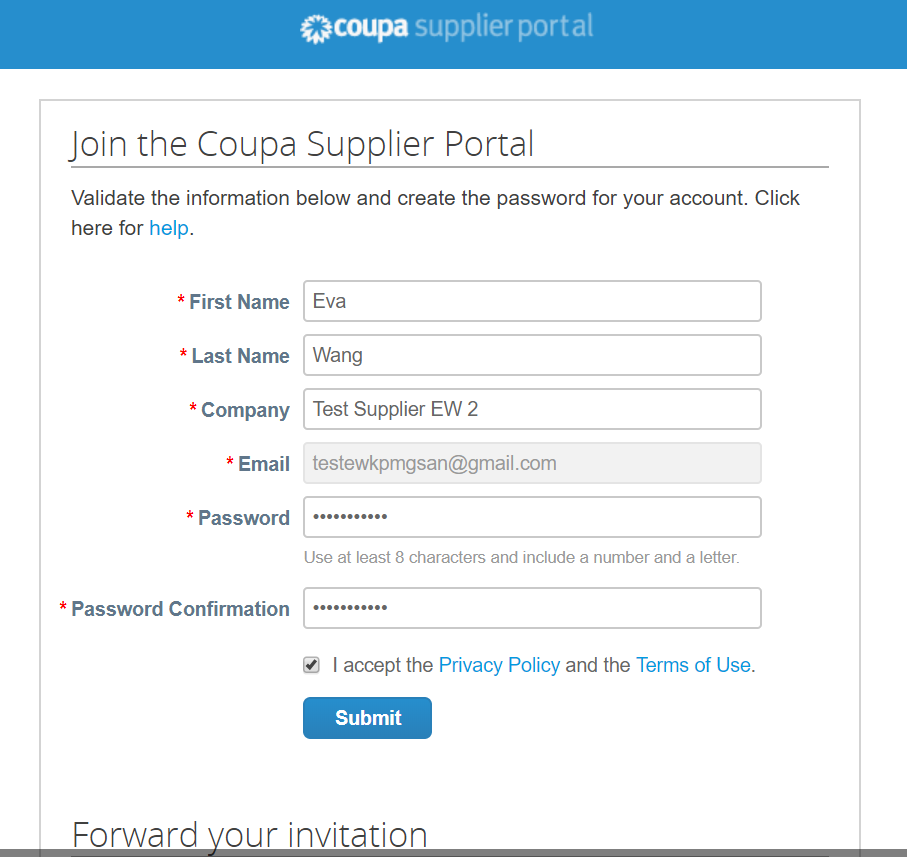 coupa supplier portal
Join the Coupa Supplier Portal
Validate the information below and create the password for your account. Click
here for help.
* First Name Eva
* Last Name Wang
* Company Test Supplier EW 2
* Email testewkpmgsan@gmail.com
* Password •••••••••••
Use at least 8 characters and include a number and a letter.
* Password Confirmation •••••••••••
I accept the Privacy Policy and the Terms of Use.
Submit
Forward your invitation